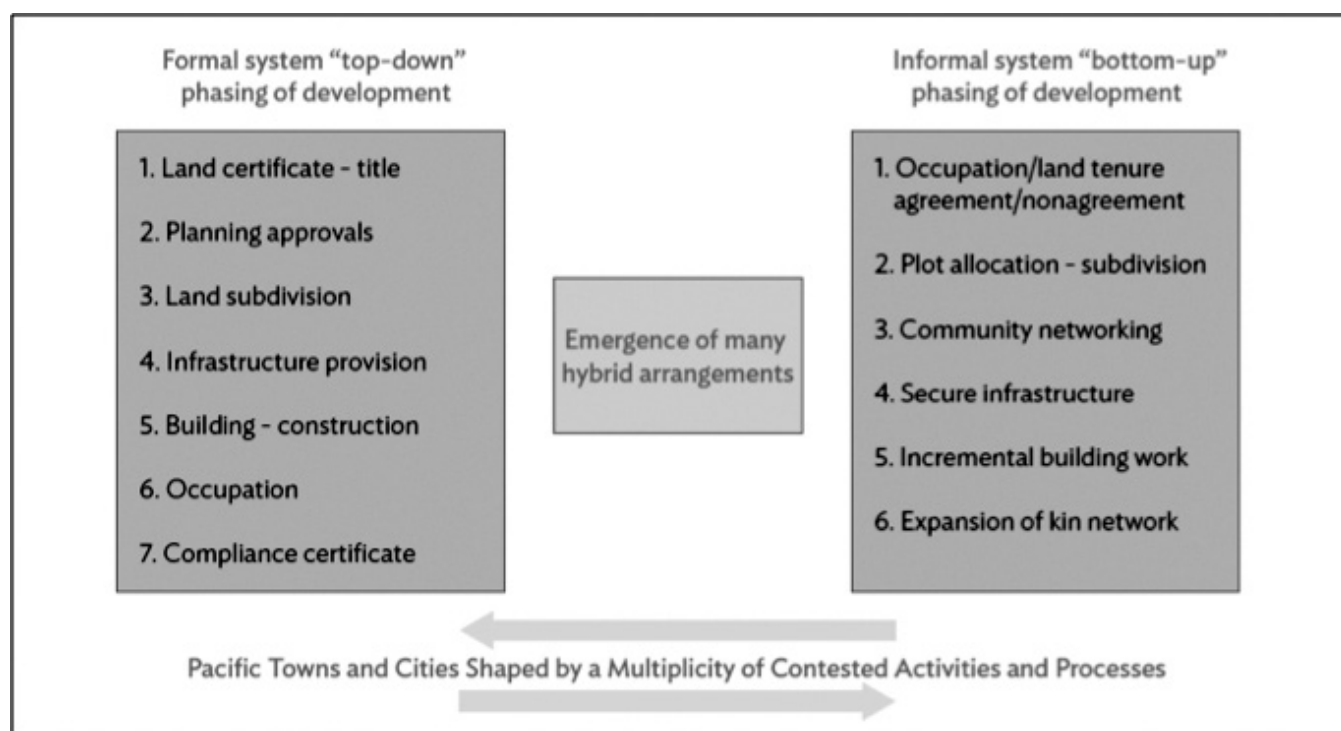 Formal system “top-down”
phasing of development
1. Land certificate – title
2. Planning approvals
3. Land subdivision
4. Infrastructure provision
5. Building – construction
6. Occupation
7. Compliance certificate
Emergence of many
hybrid arrangements
Informal system “bottom-up”
phasing of development
1. Occupation/land tenure
agreement/nonagreement
2. Plot allocation – subdivision
3. Community networking
4. Secure infrastructure
5. Incremental building work
6. Expansion of kin network
Pacific Towns and Cities Shaped by a Multiplicity of Contested Activities and Processes